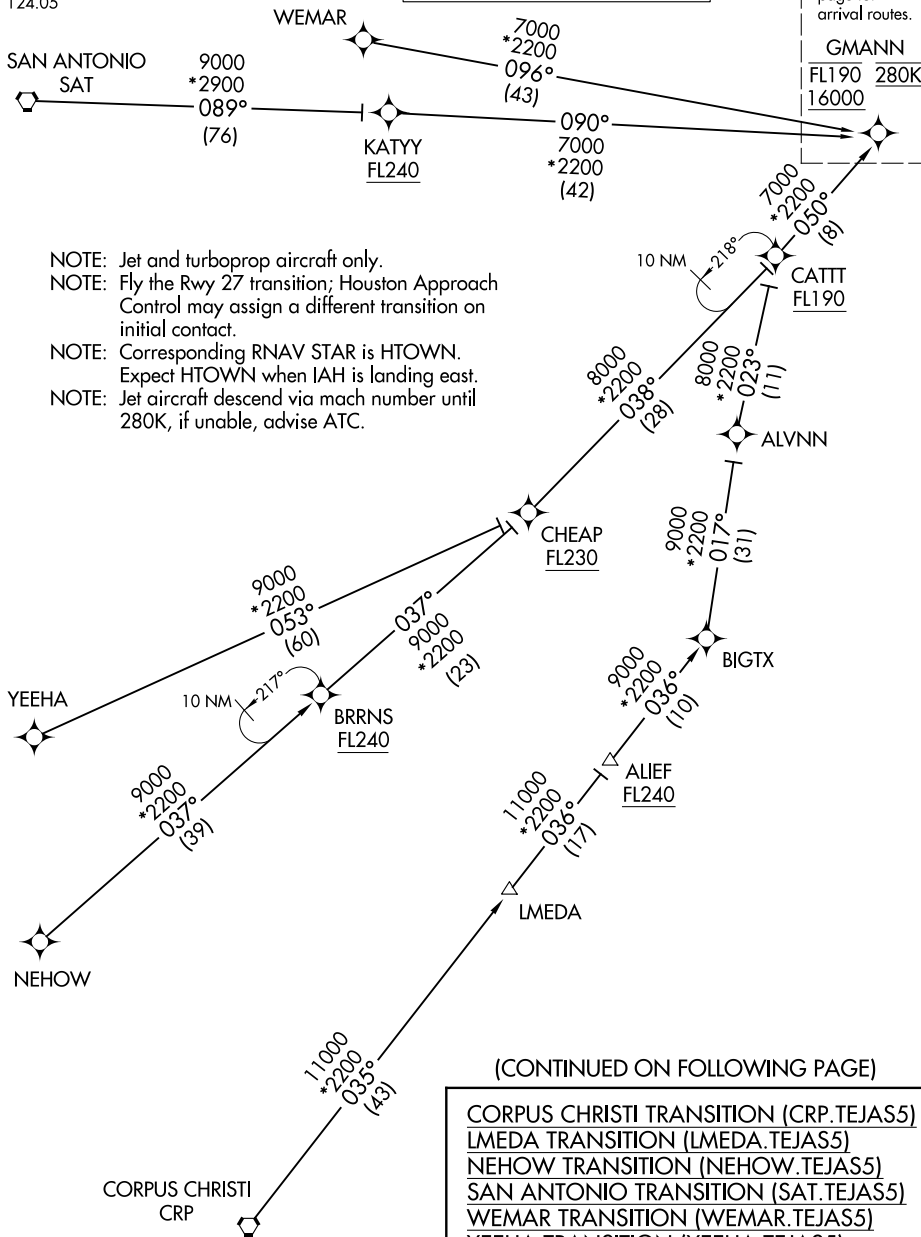 124.05
WEMAR
7000
*2200
096°
(43)
page for
arrival routes.
GMANN
FL190 280K
16000
SAN ANTONIO
SAT
9000
*2900
089°
(76)
KATYY
FL240
090°
7000
*2200
(42)
7000
*2200
050°
(8)
NOTE: Jet and turboprop aircraft only.
NOTE: Fly the Rwy 27 transition; Houston Approach
Control may assign a different transition on
initial contact.
NOTE: Corresponding RNAV STAR is HTOWN.
Expect HTOWN when IAH is landing east.
NOTE: Jet aircraft descend via mach number until
280K, if unable, advise ATC.
10 NM
218°
CATTT
FL190
8000
*2200
038°
(28)
8000
*2200
023°
(11)
ALVNN
CHEAP
FL230
9000
*2200
017°
(31)
9000
*2200
053°
(60)
037°
9000
*2200
(23)
BIGTX
YEEHA
10 NM
217°
BRRNS
FL240
9000
*2200
036°
(10)
ALIEF
FL240
9000
*2200
037°
(39)
11000
*2200
036°
(17)
LMEDA
NEHOW
11000
*2200
035°
(43)
CORPUS CHRISTI
CRP
(CONTINUED ON FOLLOWING PAGE)
CORPUS CHRISTI TRANSITION (CRP.TEJAS5)
LMEDA TRANSITION (LMEDA.TEJAS5)
NEHOW TRANSITION (NEHOW.TEJAS5)
SAN ANTONIO TRANSITION (SAT.TEJAS5)
WEMAR TRANSITION (WEMAR.TEJAS5)
YEEHA TRANSITION (YEEHA.TEJAS5)